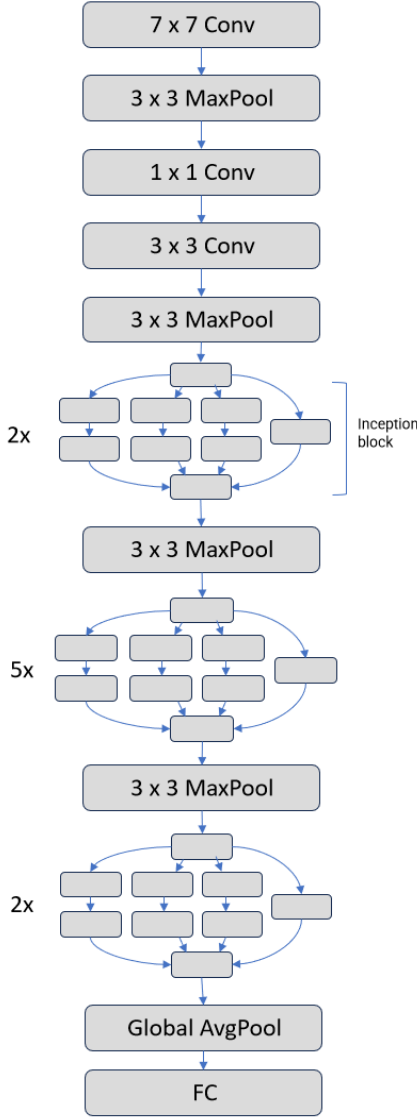 7 x 7 Conv
3 x 3 MaxPool
1 x 1 Conv
3 x 3 Conv
3 x 3 MaxPool
2x
Inception
block
3 x 3 MaxPool
5x
3 x 3 MaxPool
2x
Global AvgPool
FC